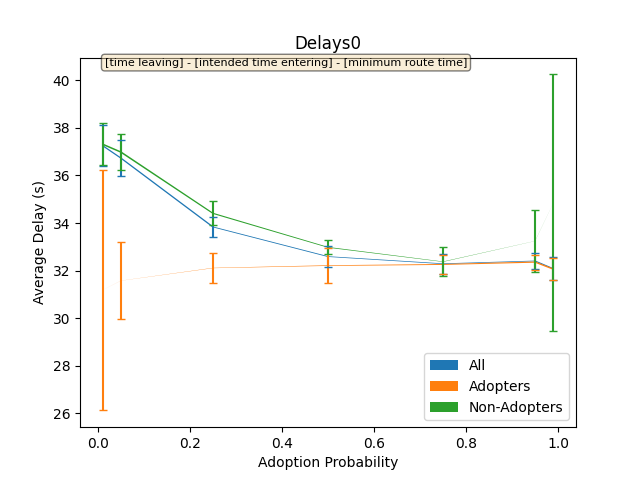 Delays0
[time leaving] - [intended time entering] - [minimum route time]
40
38
36
34
32
30
28
26
Average Delay (s)
All
Adopters
Non-Adopters
0.0 0.2 0.4 0.6 0.8 1.0
Adoption Probability